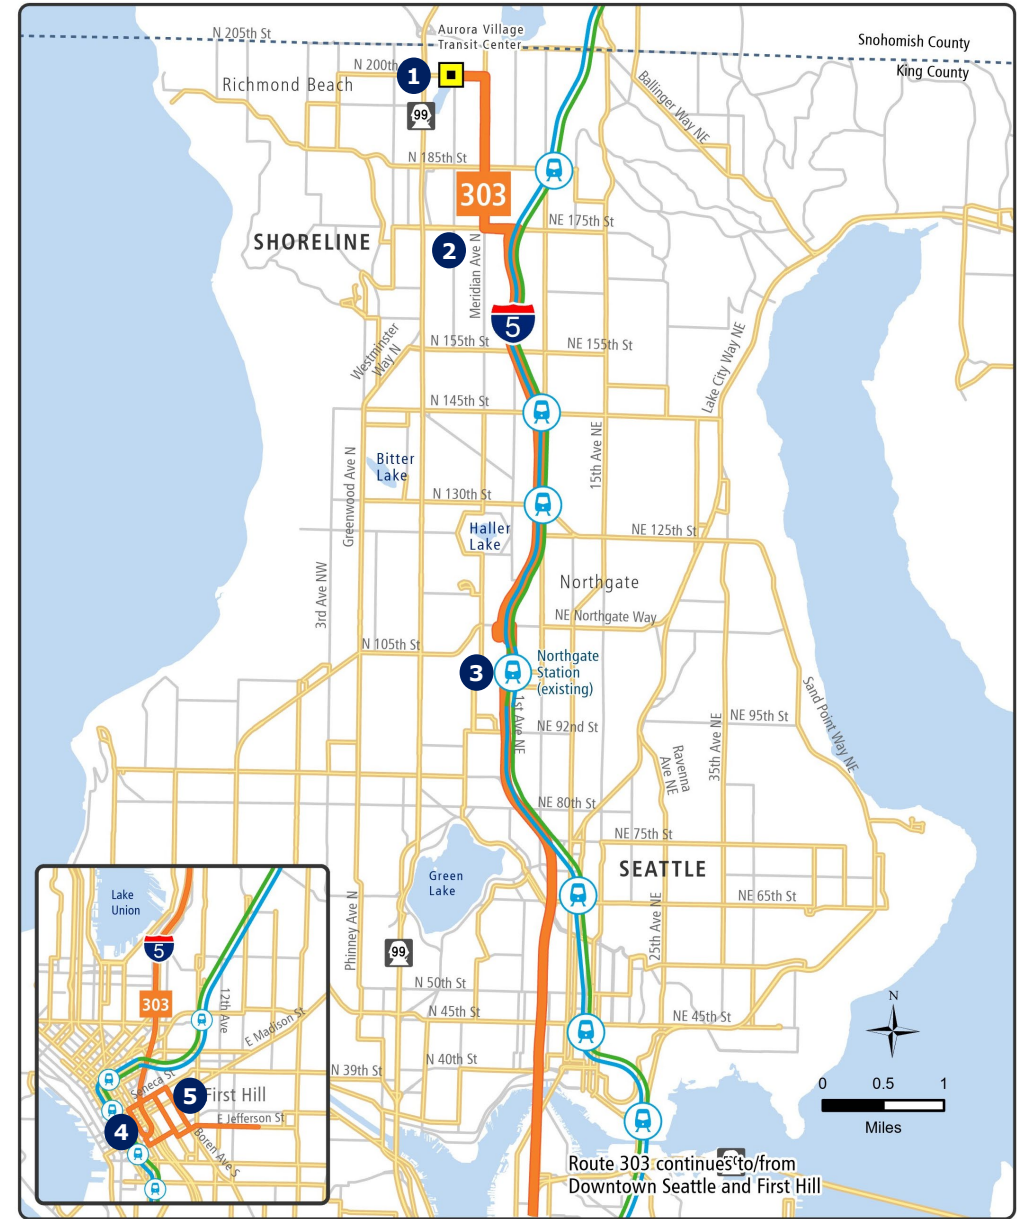 N 205th St
Aurora Village
Transit Center
Snohomish County
King County
N 200th
1
Richmond Beach
99
Ballinger Way NE
N 185th St
303
NE 175th St
SHORELINE
2
Meridian Ave N
5
N 155th St
NE 155th St
Westminster
Way N
Lake City Way NE
N 145th St
15th Ave NE
Greenwood Ave N
Bitter
Lake
N 130th St
Haller
Lake
NE 125th St
3rd Ave NW
Northgate
NE Northgate Way
N 105th St
3
Northgate
Station
(existing)
Sand Point Way NE
1st Ave NE
NE 92nd St
NE 95th St
35th Ave NE
Ravenna
Ave NE
NE 80th St
NE 75th St
SEATTLE
Green
Lake
NE 65th St
25th Ave NE
Phinney Ave N
99
N 50th St
N 45th St
NE 45th St
N 40th St
N 39th St
N
0 0.5 1
Miles
Route 303 continues to/from
Downtown Seattle and First Hill
Lake
Union
5
303
12th Ave
E Madison St
Seneca St
5
First Hill
E Jefferson St
4
Boren Ave S